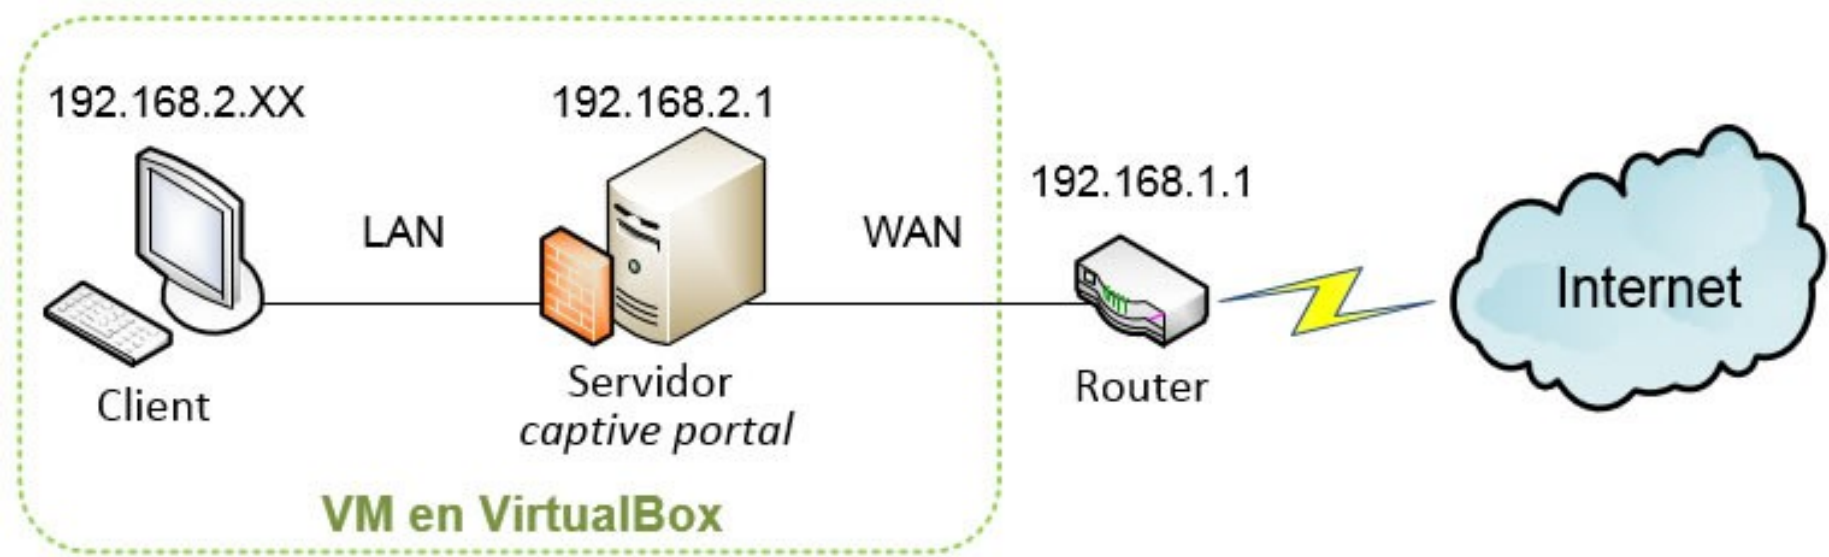 192.168.2.XX
192.168.2.1
192.168.1.1
LAN
WAN
Internet
Client
Servidor
captive portal
Router
VM en VirtualBox